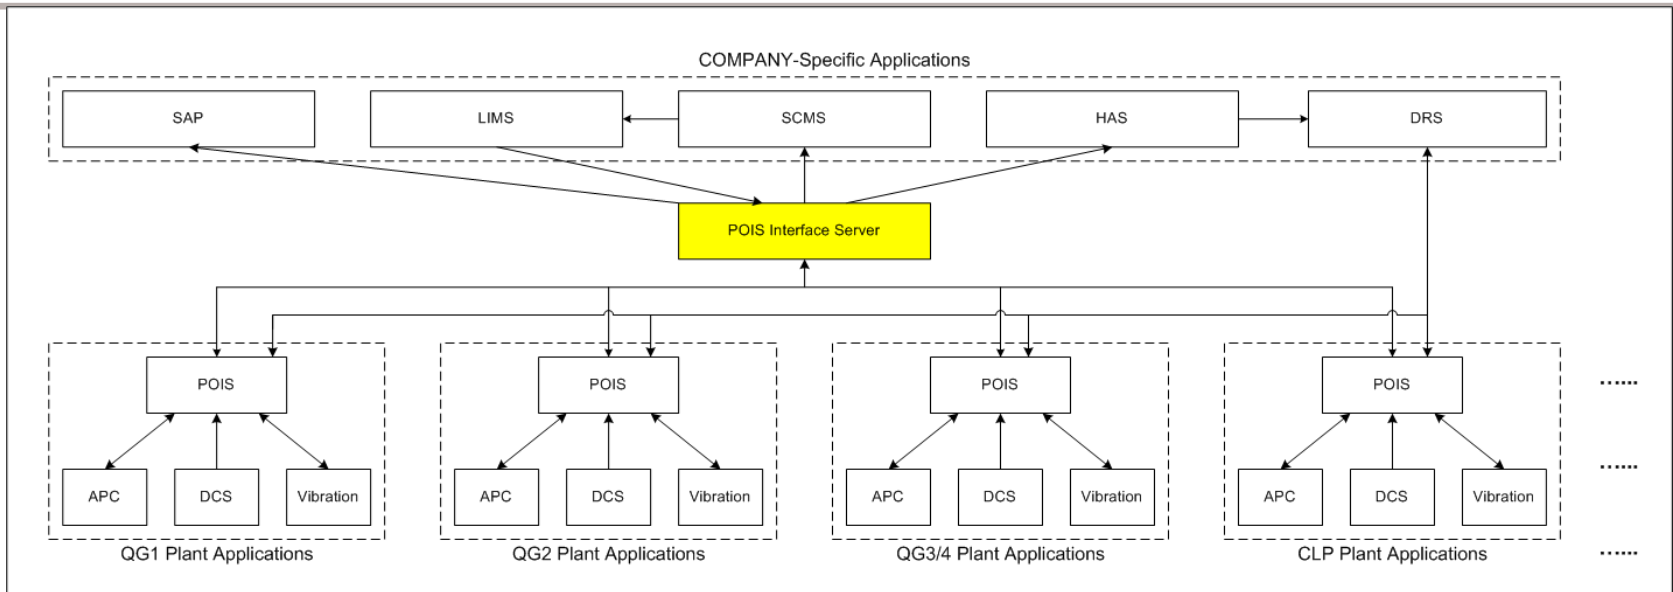 COMPANY-Specific Applications
SAP LIMS SCMS HAS DRS
POIS Interface Server
POIS POIS POIS POIS ......
APC DCS Vibration APC DCS Vibration APC DCS Vibration APC DCS Vibration ......
QG1 Plant Applications QG2 Plant Applications QG3/4 Plant Applications CLP Plant Applications ......